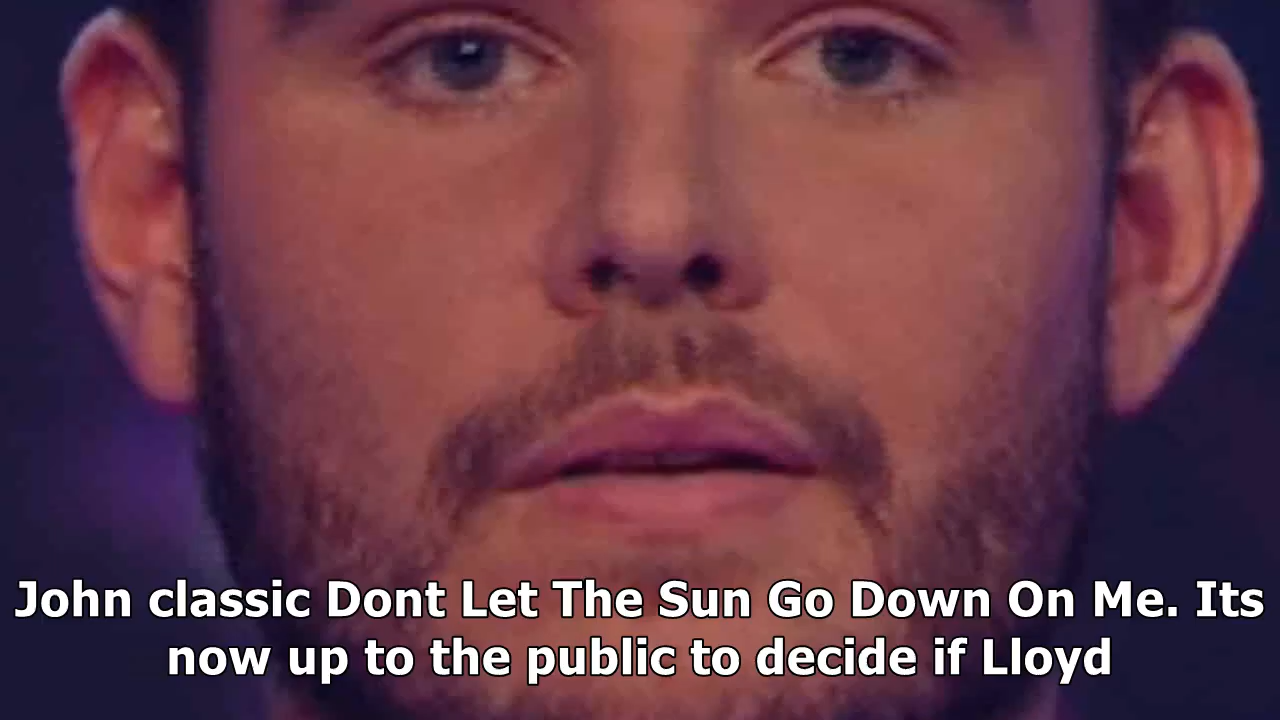 John classic Dont Let The Sun Go Down On Me. Its
now up to the public to decide if Lloyd